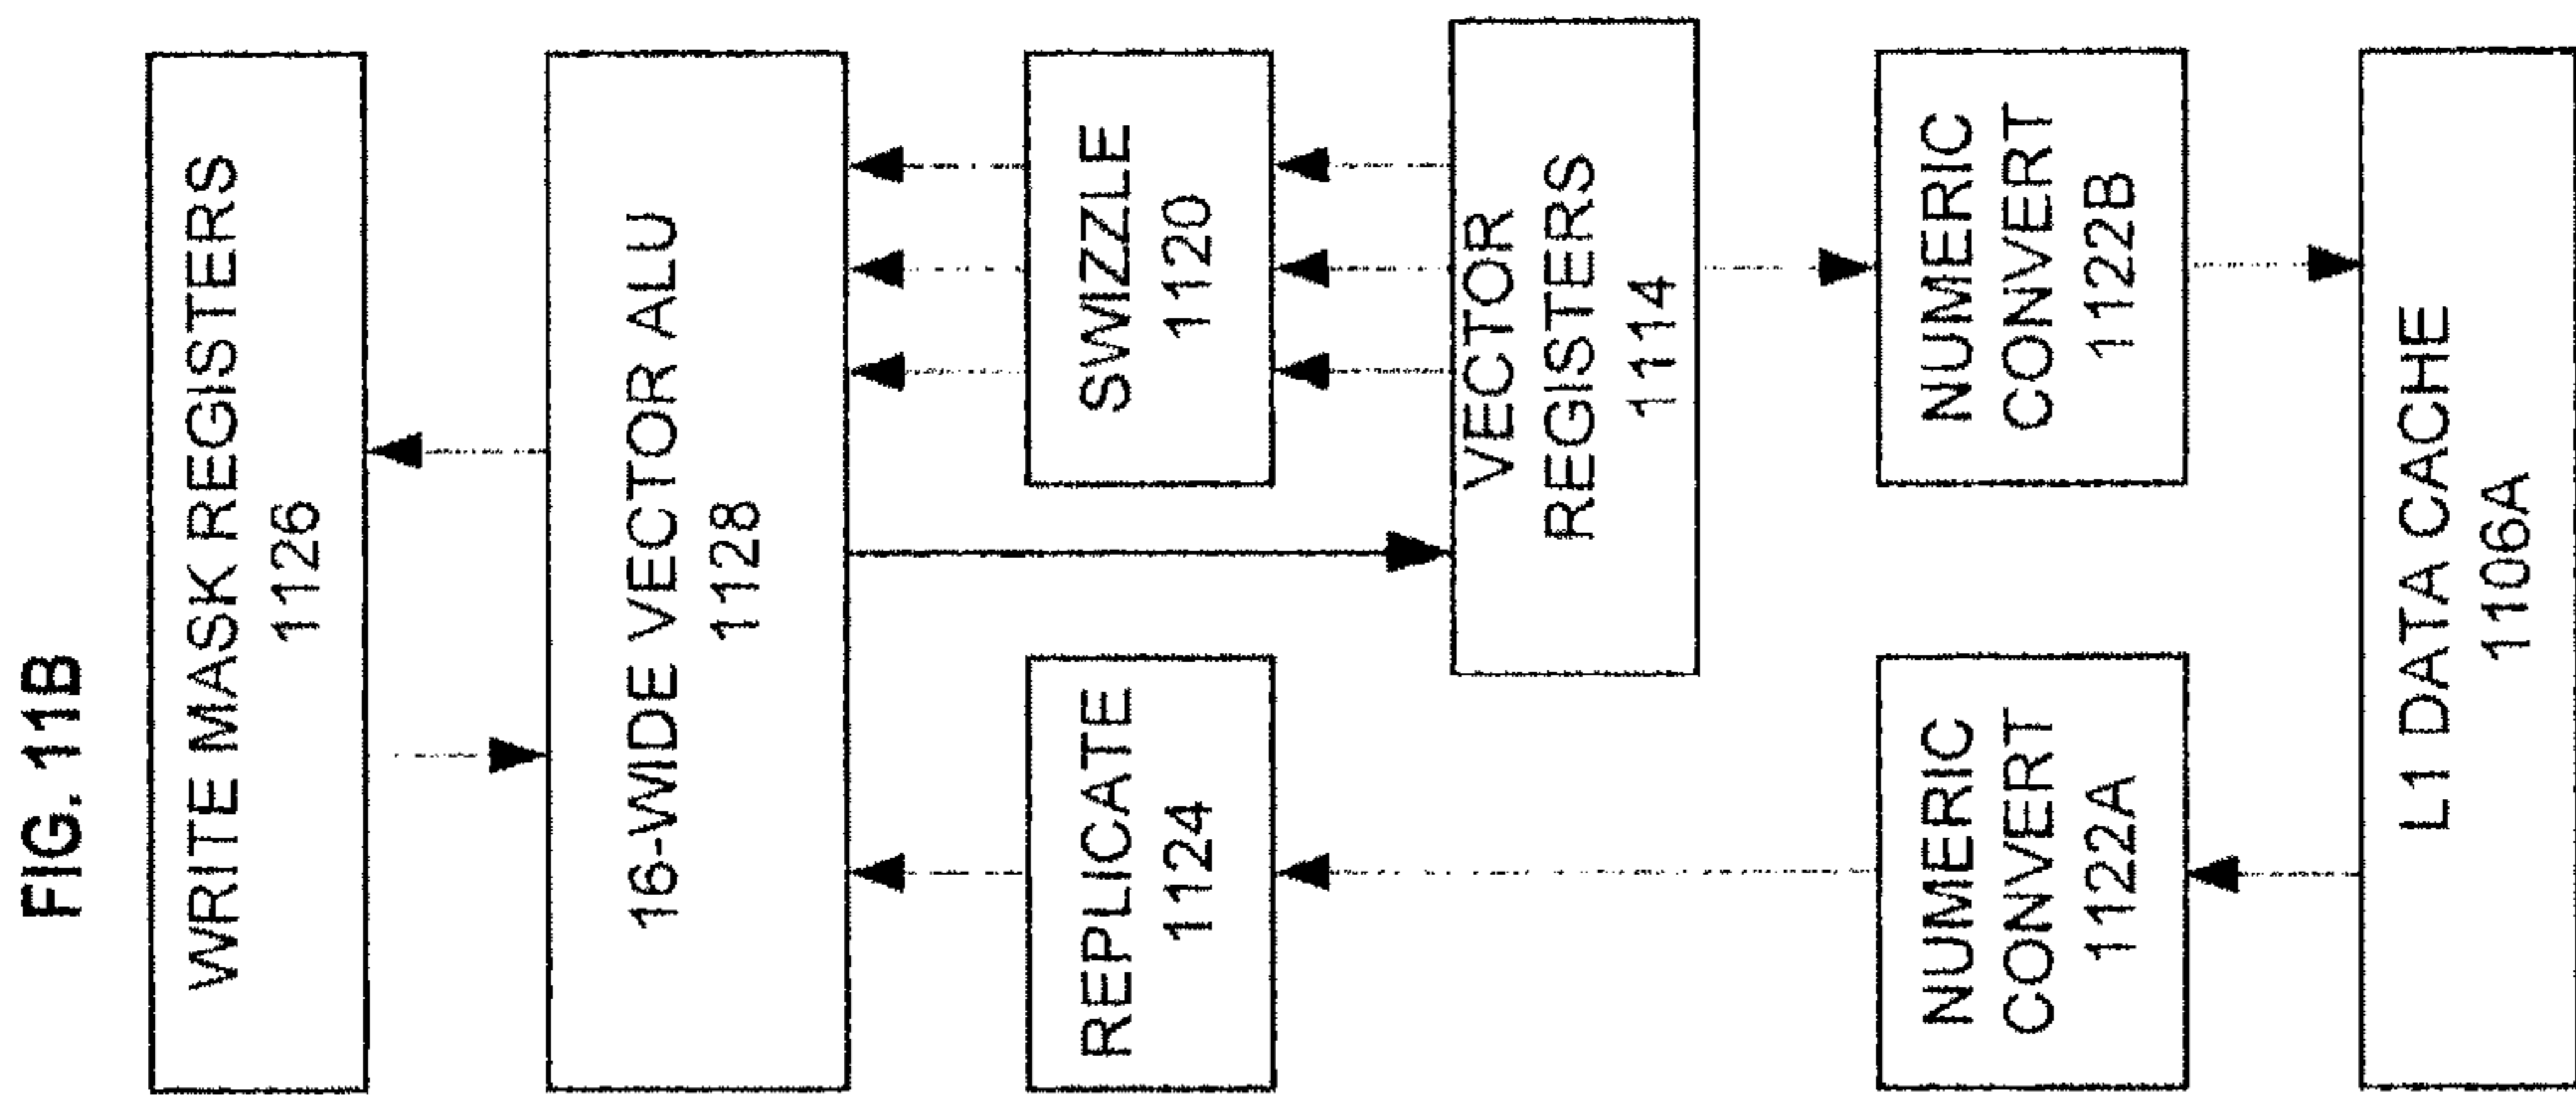 FIG. 11B
WRITE MASK REGISTERS
1126
16-WIDE VECTOR ALU
1128
REPLICATE
1124
SWIZZLE
1120
VECTOR
REGISTERS
1114
NUMERIC
CONVERT
1122A
NUMERIC
CONVERT
1122B
L1 DATA CACHE
1106A